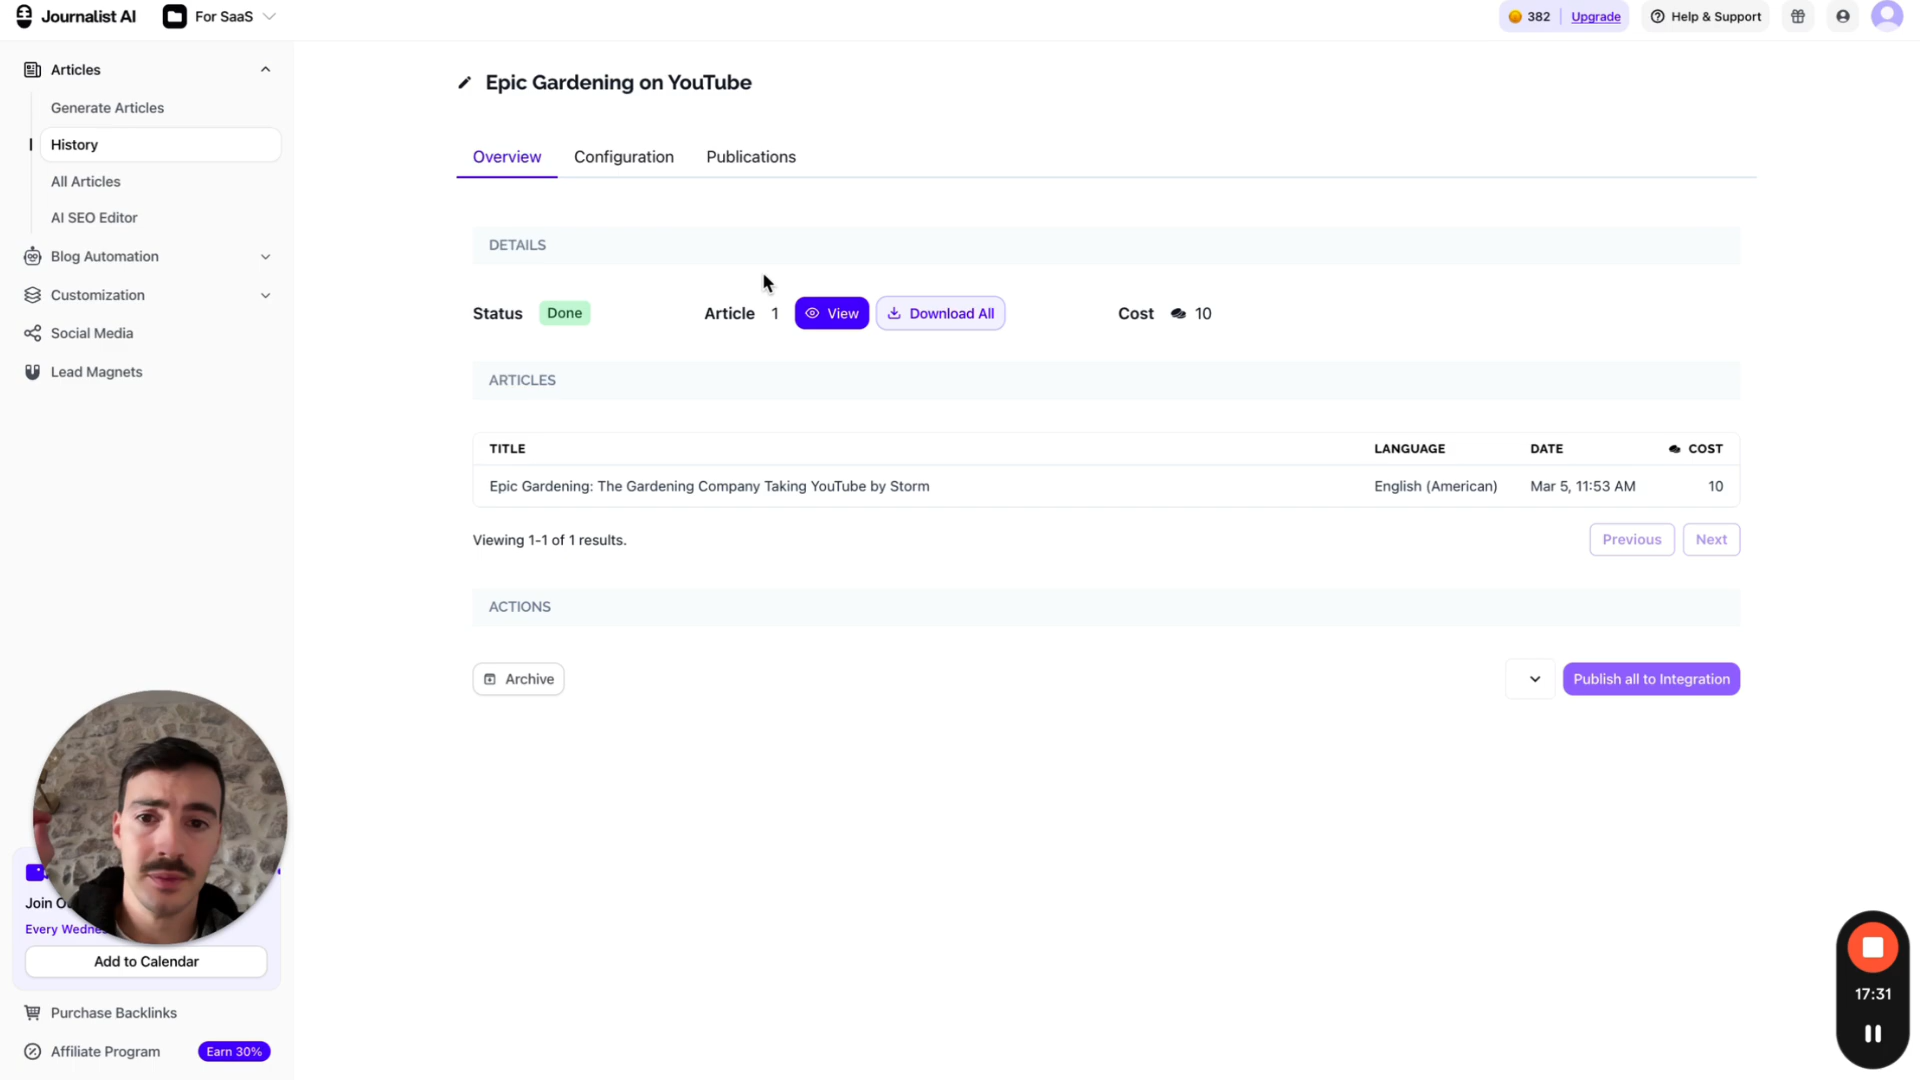 Journalist AI
For SaaS
382
Upgrade
Help & Support
Articles
Generate Articles
History
All Articles
AI SEO Editor
Blog Automation
Customization
Social Media
Lead Magnets
Epic Gardening on YouTube
Overview
Configuration
Publications
DETAILS
Status Done
Article 1 View Download All
Cost 10
ARTICLES
TITLE LANGUAGE DATE COST
Epic Gardening: The Gardening Company Taking YouTube by Storm English (American) Mar 5, 11:53 AM 10
Viewing 1-1 of 1 results.
Previous Next
ACTIONS
Archive
Publish all to Integration
Join
Every
Add to Calendar
Purchase Backlinks
Affiliate Program Earn 30%
17:31